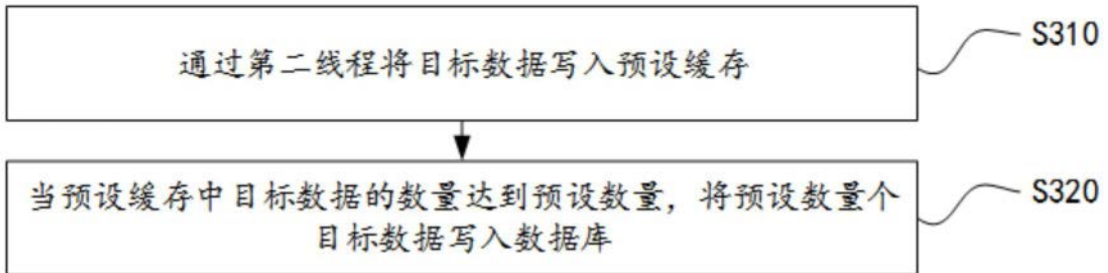 通过第二线程将目标数据写入预设缓存
S310
当预设缓存中目标数据的数量达到预设数量，将预设数量个
目标数据写入数据库
S320